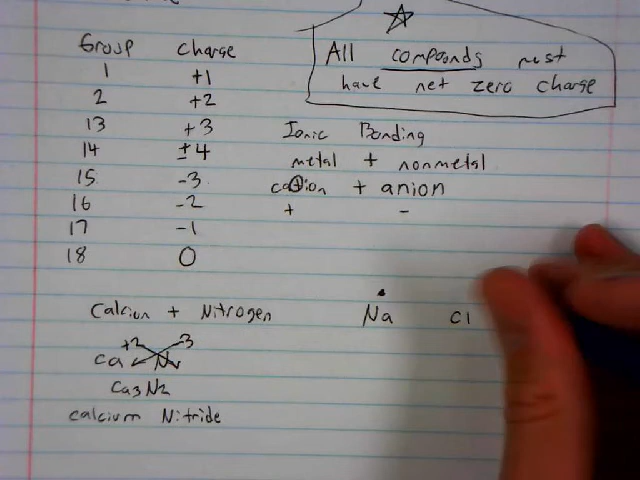 Group Charge
1 +1
2 +2
13 +3
14 ±4
15 -3
16 -2
17 -1
18 0
All compounds must
have net zero charge
Ionic Bonding
metal + nonmetal
cation + anion
+ -
Calcium + Nitrogen
+2 -3
Ca N
Ca3N2
calcium Nitride
Na Cl